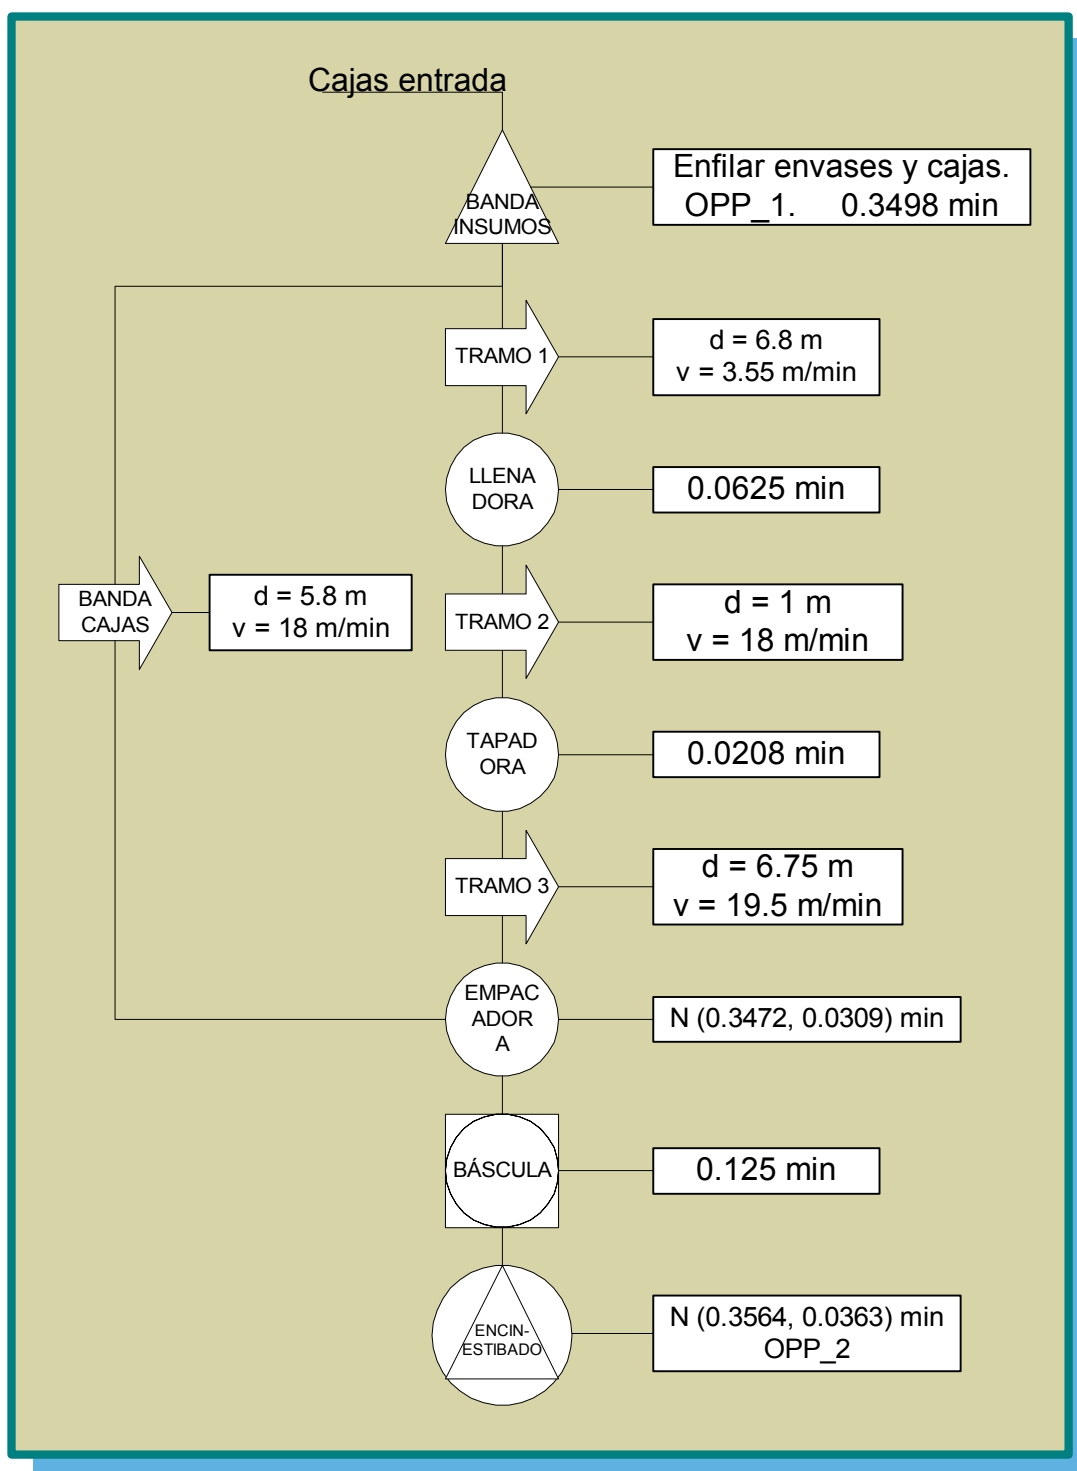 Cajas entrada
BANDA
INSUMOS
Enfilar envases y cajas.
OPP_1. 0.3498 min
TRAMO 1
d = 6.8 m
v = 3.55 m/min
LLENA
DORA
0.0625 min
BANDA
CAJAS
d = 5.8 m
v = 18 m/min
TRAMO 2
d = 1 m
v = 18 m/min
TAPAD
ORA
0.0208 min
TRAMO 3
d = 6.75 m
v = 19.5 m/min
EMPAC
ADOR
A
N (0.3472, 0.0309) min
BÁSCULA
0.125 min
ENCIN-
ESTIBADO
N (0.3564, 0.0363) min
OPP_2